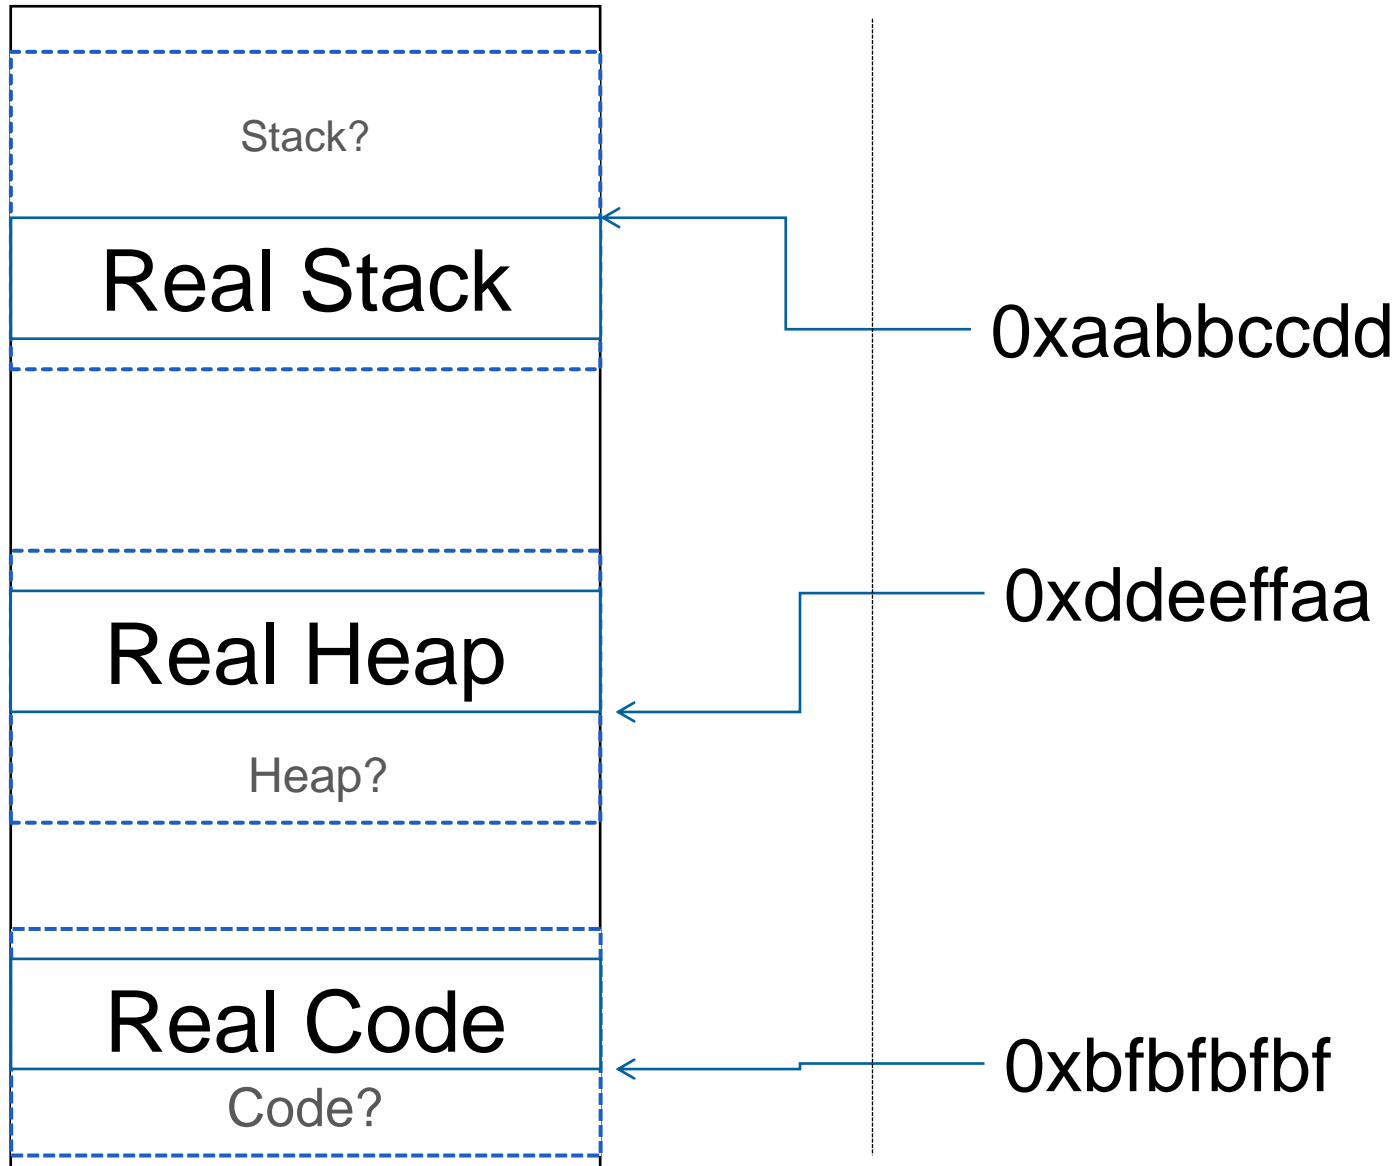 Stack?
Real Stack
0xaabbccdd
0xddeeffaa
Real Heap
Heap?
Real Code
0xbfbfbfbf
Code?